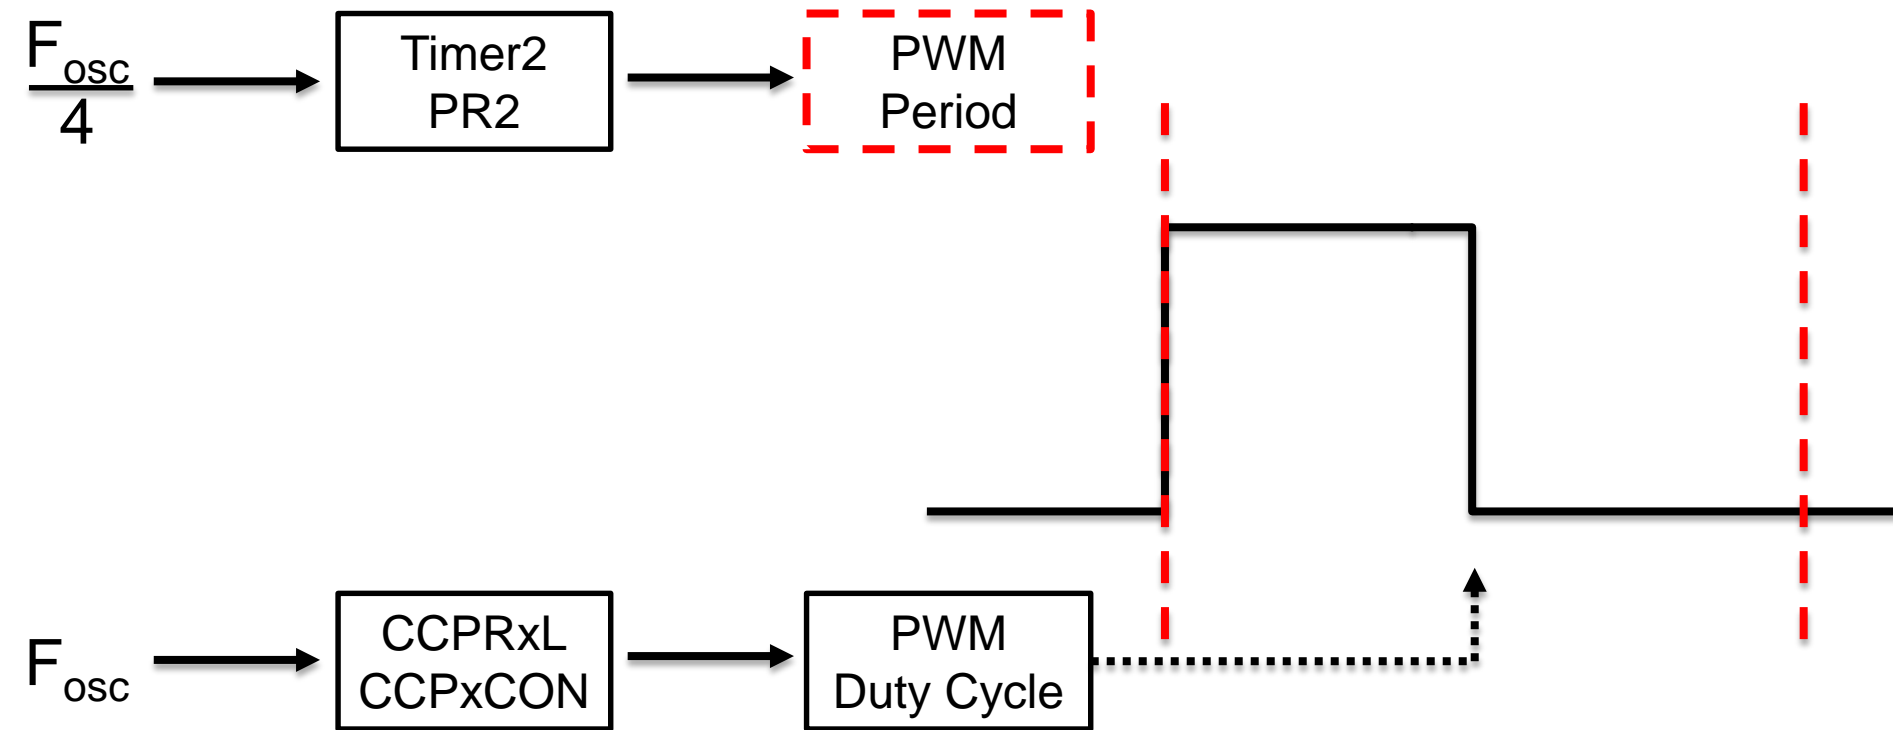 Fosc
4
Timer2
PR2
PWM
Period
Fosc
CCPRxL
CCPxCON
PWM
Duty Cycle